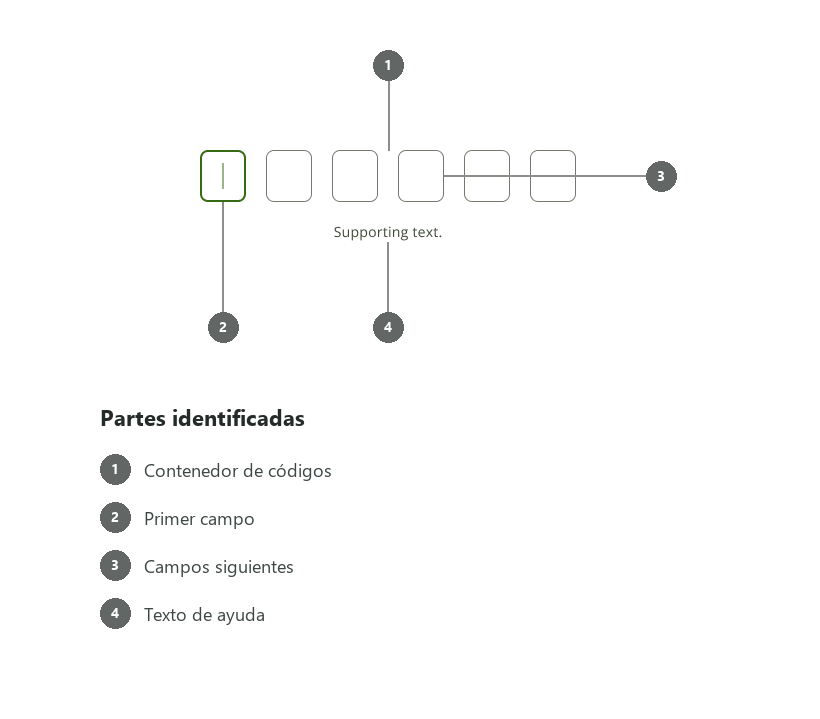 1
3
Supporting text.
2
4
Partes identificadas
1 Contenedor de códigos
2 Primer campo
3 Campos siguientes
4 Texto de ayuda